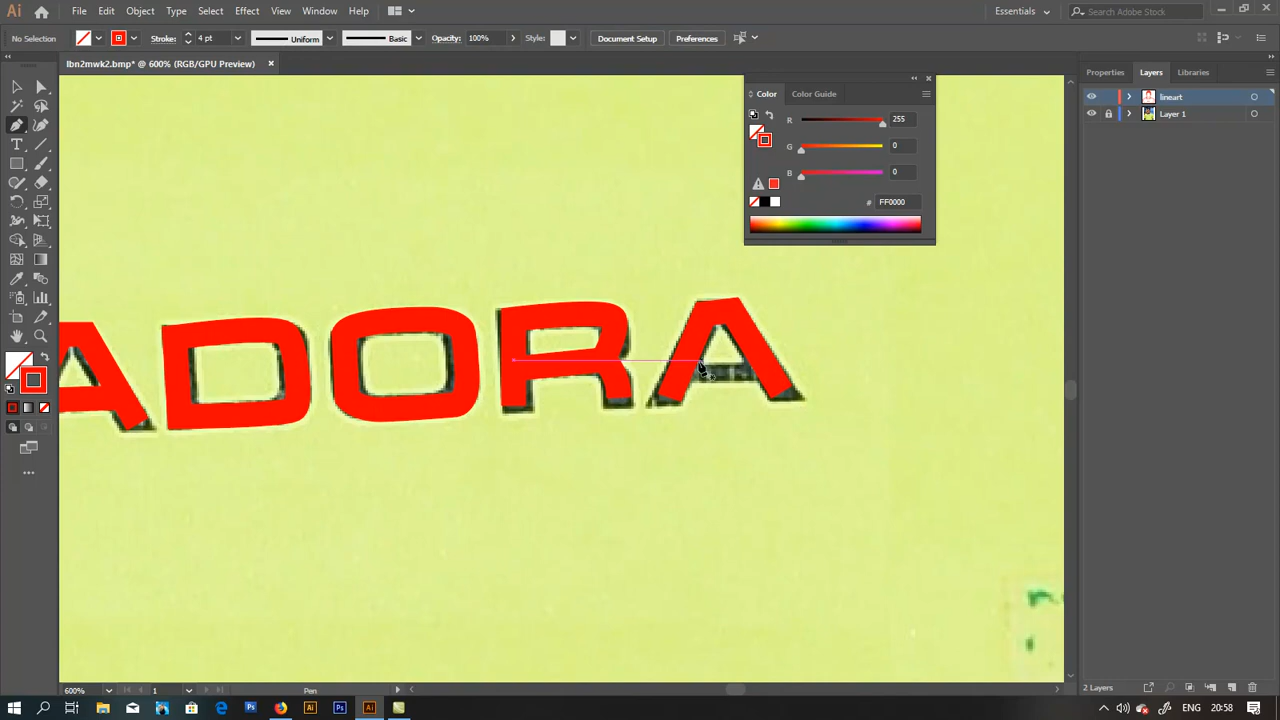 Ai File Edit Object Type Select Effect View Window Help Essentials Search Adobe Stock
No Selection Stroke: 4 pt Uniform Basic Opacity: 100% Style: Document Setup Preferences
lbn2mwk2.bmp* @ 600% (RGB/GPU Preview)
Color Color Guide
R 255
G 0
B 0
# FF0000
Properties Layers Libraries
lineart
Layer 1
ADORA
600% 1 Pen
2 Layers
ENG 20:58